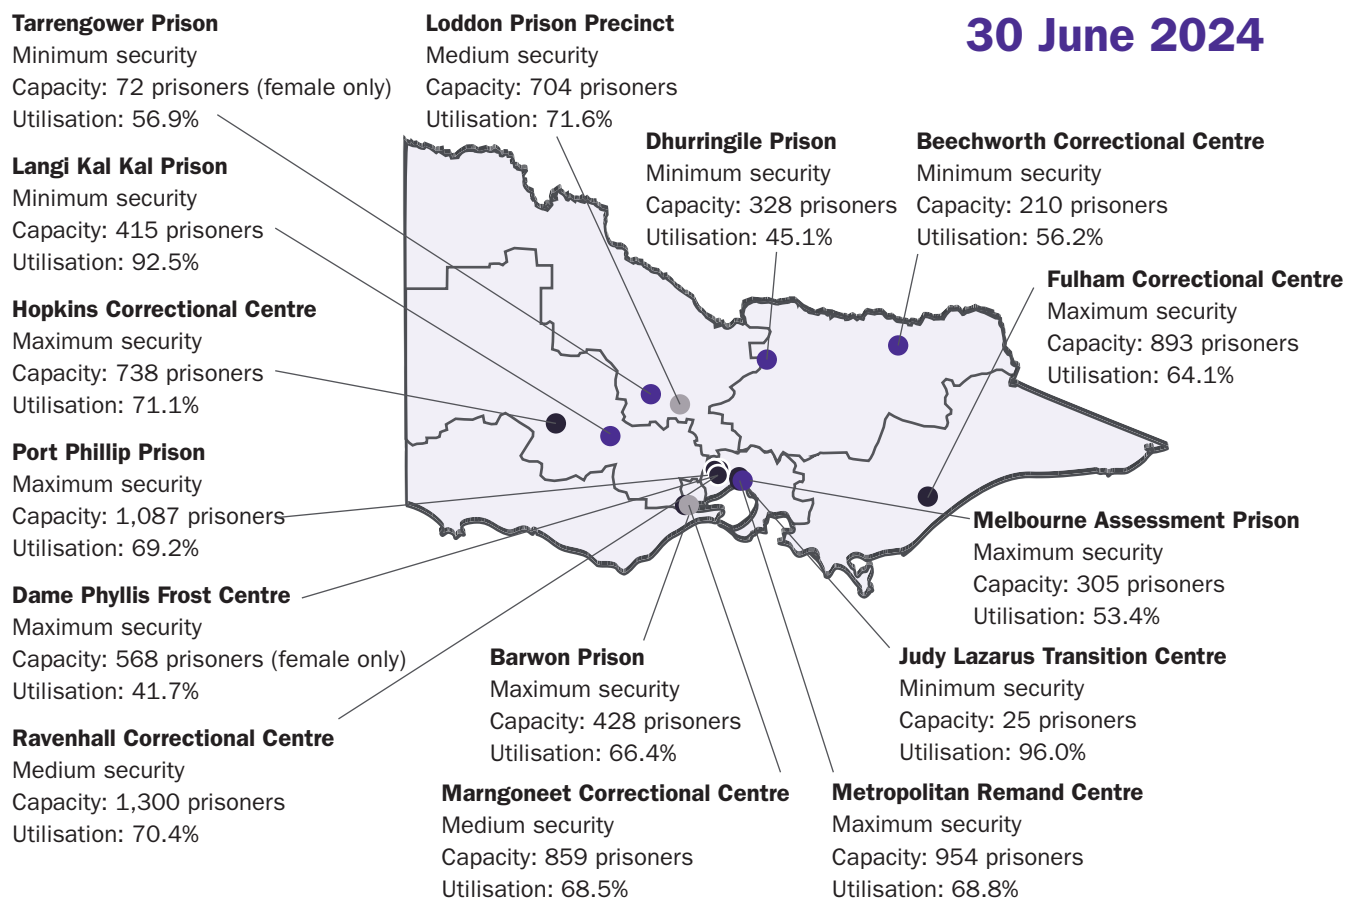 30 June 2024
Tarrengower Prison
Minimum security
Capacity: 72 prisoners (female only)
Utilisation: 56.9%
Loddon Prison Precinct
Medium security
Capacity: 704 prisoners
Utilisation: 71.6%
Dhurringile Prison
Minimum security
Capacity: 328 prisoners
Utilisation: 45.1%
Beechworth Correctional Centre
Minimum security
Capacity: 210 prisoners
Utilisation: 56.2%
Langi Kal Kal Prison
Minimum security
Capacity: 415 prisoners
Utilisation: 92.5%
Fulham Correctional Centre
Maximum security
Capacity: 893 prisoners
Utilisation: 64.1%
Hopkins Correctional Centre
Maximum security
Capacity: 738 prisoners
Utilisation: 71.1%
Port Phillip Prison
Maximum security
Capacity: 1,087 prisoners
Utilisation: 69.2%
Melbourne Assessment Prison
Maximum security
Capacity: 305 prisoners
Utilisation: 53.4%
Dame Phyllis Frost Centre
Maximum security
Capacity: 568 prisoners (female only)
Utilisation: 41.7%
Barwon Prison
Maximum security
Capacity: 428 prisoners
Utilisation: 66.4%
Judy Lazarus Transition Centre
Minimum security
Capacity: 25 prisoners
Utilisation: 96.0%
Ravenhall Correctional Centre
Medium security
Capacity: 1,300 prisoners
Utilisation: 70.4%
Marngoneet Correctional Centre
Medium security
Capacity: 859 prisoners
Utilisation: 68.5%
Metropolitan Remand Centre
Maximum security
Capacity: 954 prisoners
Utilisation: 68.8%